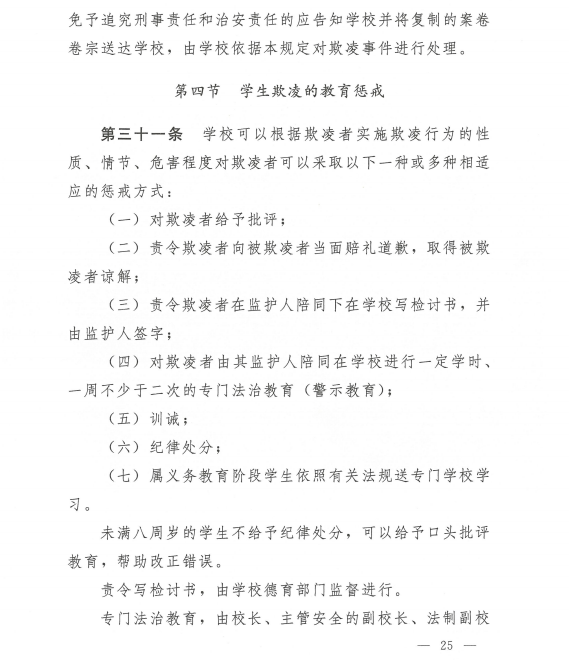 免予追究刑事责任和治安责任的应告知学校并将复制的案卷
卷宗送达学校，由学校依据本规定对欺凌事件进行处理。
第四节　学生欺凌的教育惩戒
第三十一条　学校可以根据欺凌者实施欺凌行为的性
质、情节、危害程度对欺凌者可以采取以下一种或多种相适
应的惩戒方式：
（一）对欺凌者给予批评；
（二）责令欺凌者向被欺凌者当面赔礼道歉，取得被欺
凌者谅解；
（三）责令欺凌者在监护人陪同下在学校写检讨书，并
由监护人签字；
（四）对欺凌者由其监护人陪同在学校进行一定学时、
一周不少于二次的专门法治教育（警示教育）；
（五）训诫；
（六）纪律处分；
（七）属义务教育阶段学生依照有关法规送专门学校学
习。
未满八周岁的学生不给予纪律处分，可以给予口头批评
教育，帮助改正错误。
责令写检讨书，由学校德育部门监督进行。
专门法治教育，由校长、主管安全的副校长、法制副校
— 25 —